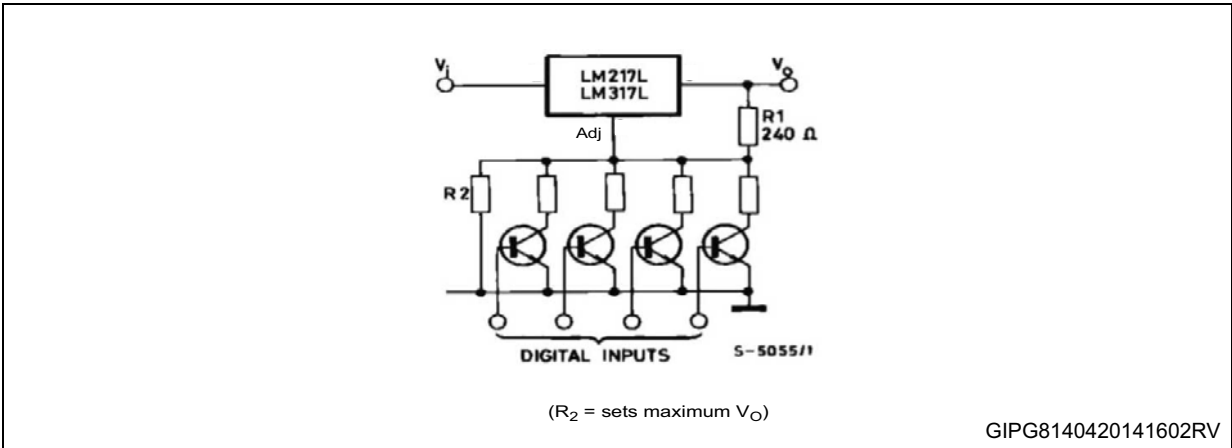 Vi
LM217L
LM317L
Vo
Adj
R1
240 Ω
R2
DIGITAL INPUTS
S-5055/1
(R2 = sets maximum VO)
GIPG8140420141602RV